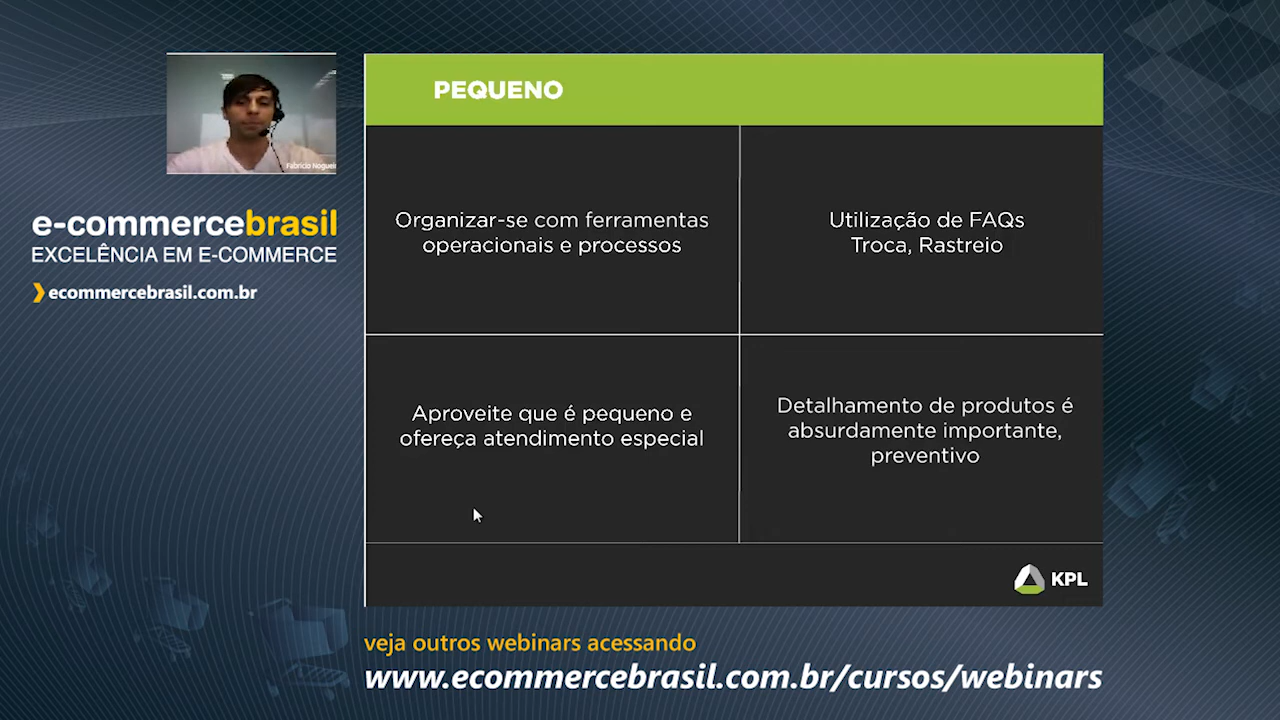 Fabricio Nogueir
e-commercebrasil
EXCELÊNCIA EM E-COMMERCE
ecommercebrasil.com.br
PEQUENO
Organizar-se com ferramentas
operacionais e processos
Utilização de FAQs
Troca, Rastreio
Aproveite que é pequeno e
ofereça atendimento especial
Detalhamento de produtos é
absurdamente importante,
preventivo
KPL
veja outros webinars acessando
www.ecommercebrasil.com.br/cursos/webinars